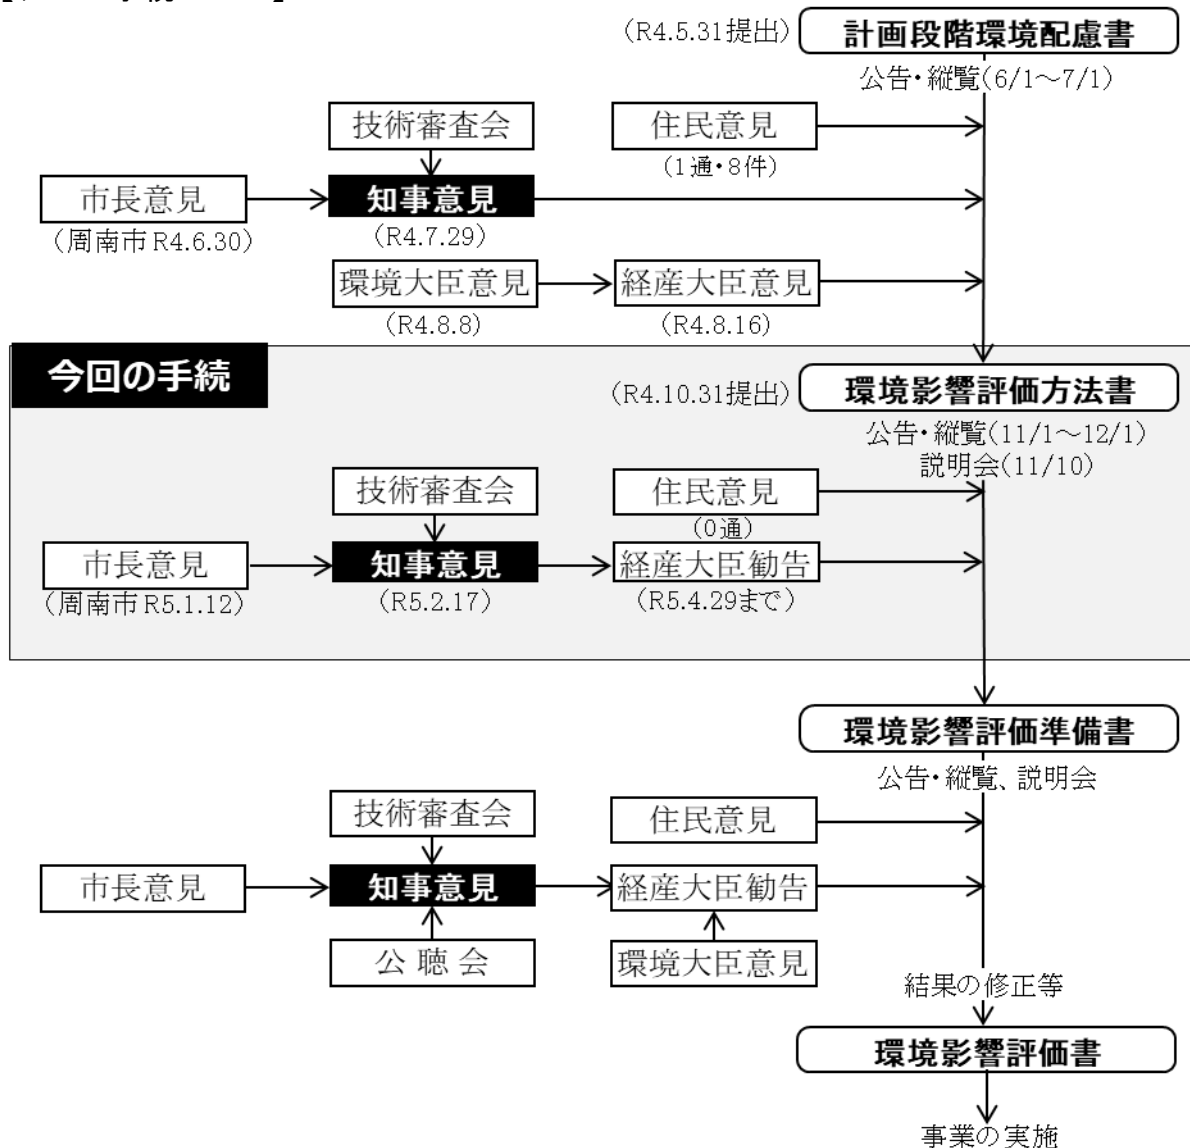 (R4.5.31提出)
計画段階環境配慮書
公告・縦覧(6/1～7/1)
技術審査会
住民意見
(1通・8件)
市長意見
知事意見
(周南市 R4.6.30)
(R4.7.29)
環境大臣意見
経産大臣意見
(R4.8.8)
(R4.8.16)
今回の手続
(R4.10.31提出)
環境影響評価方法書
公告・縦覧(11/1～12/1)
説明会(11/10)
技術審査会
住民意見
(0通)
市長意見
知事意見
経産大臣勧告
(周南市 R5.1.12)
(R5.2.17)
(R5.4.29まで)
環境影響評価準備書
公告・縦覧、説明会
技術審査会
住民意見
市長意見
知事意見
経産大臣勧告
公聴会
環境大臣意見
結果の修正等
環境影響評価書
事業の実施